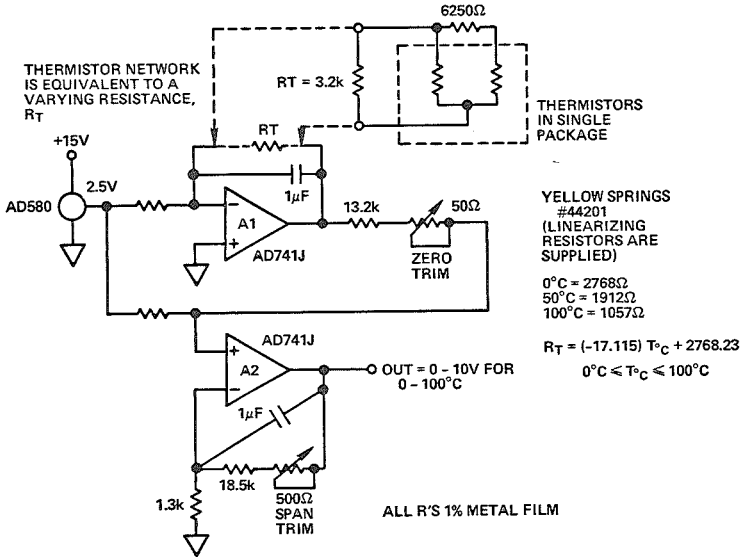 6250Ω
THERMISTOR NETWORK
IS EQUIVALENT TO A
VARYING RESISTANCE,
RT
RT = 3.2k
THERMISTORS
IN SINGLE
PACKAGE
+15V
RT
2.5V
1μF
AD580
−
A1
+
AD741J
13.2k
50Ω
ZERO
TRIM
YELLOW SPRINGS
#44201
(LINEARIZING
RESISTORS ARE
SUPPLIED)
0°C = 2768Ω
50°C = 1912Ω
100°C = 1057Ω
RT = (-17.115) T°C + 2768.23
0°C ⩽ T°C ⩽ 100°C
AD741J
+
A2
−
OUT = 0 – 10V FOR
0 – 100°C
1μF
18.5k
1.3k
500Ω
SPAN
TRIM
ALL R'S 1% METAL FILM